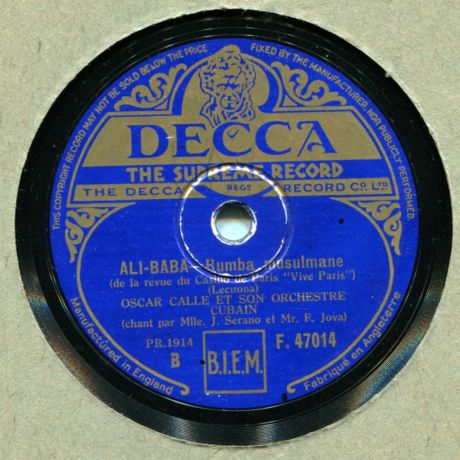 THIS COPYRIGHT RECORD MAY NOT BE SOLD BELOW THE PRICE FIXED BY THE MANUFACTURER, NOR PUBLICLY PERFORMED.
DECCA
THE SUPREME RECORD
THE DECCA REGD RECORD CO. LTD
ALI-BABA - Rumba musulmane
(de la revue du Casino de Paris "Vive Paris")
(Lecuona)
OSCAR CALLE ET SON ORCHESTRE
CUBAIN
(chant par Mlle. J. Serano et Mr. F. Jova)
PR.1914 F. 47014
B B.I.E.M.
Manufactured in England Fabriqué en Angleterre